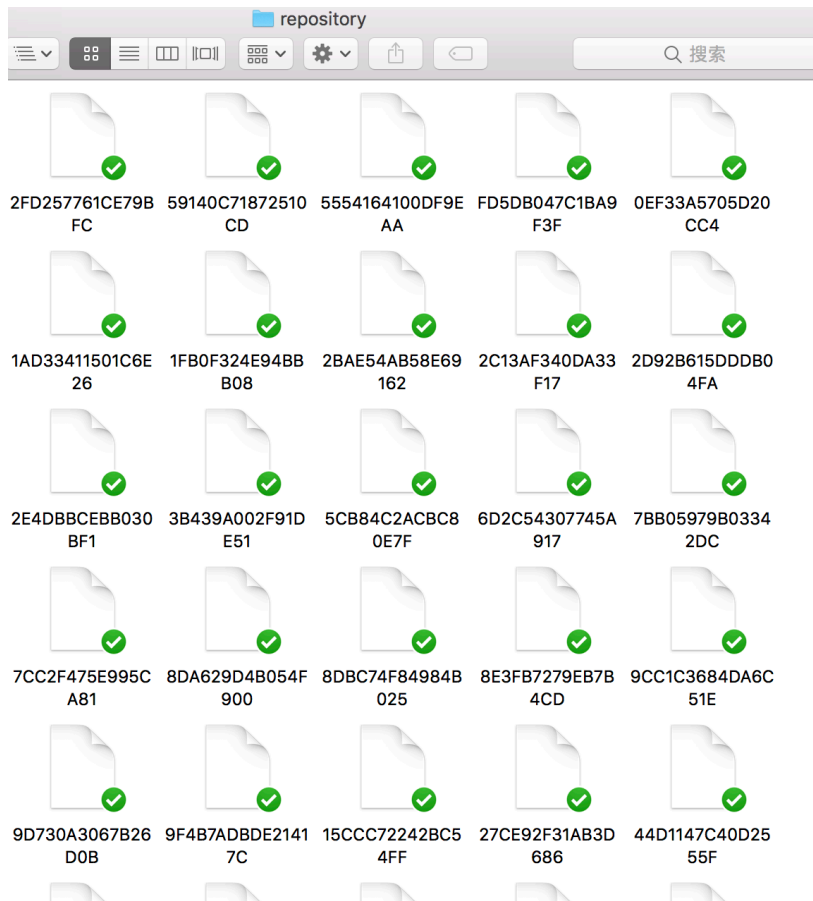 repository
搜索
2FD257761CE79B
FC
59140C71872510
CD
5554164100DF9E
AA
FD5DB047C1BA9
F3F
0EF33A5705D20
CC4
1AD33411501C6E
26
1FB0F324E94BB
B08
2BAE54AB58E69
162
2C13AF340DA33
F17
2D92B615DDDB0
4FA
2E4DBBCEBB030
BF1
3B439A002F91D
E51
5CB84C2ACBC8
0E7F
6D2C54307745A
917
7BB05979B0334
2DC
7CC2F475E995C
A81
8DA629D4B054F
900
8DBC74F84984B
025
8E3FB7279EB7B
4CD
9CC1C3684DA6C
51E
9D730A3067B26
D0B
9F4B7ADBDE2141
7C
15CCC72242BC5
4FF
27CE92F31AB3D
686
44D1147C40D25
55F